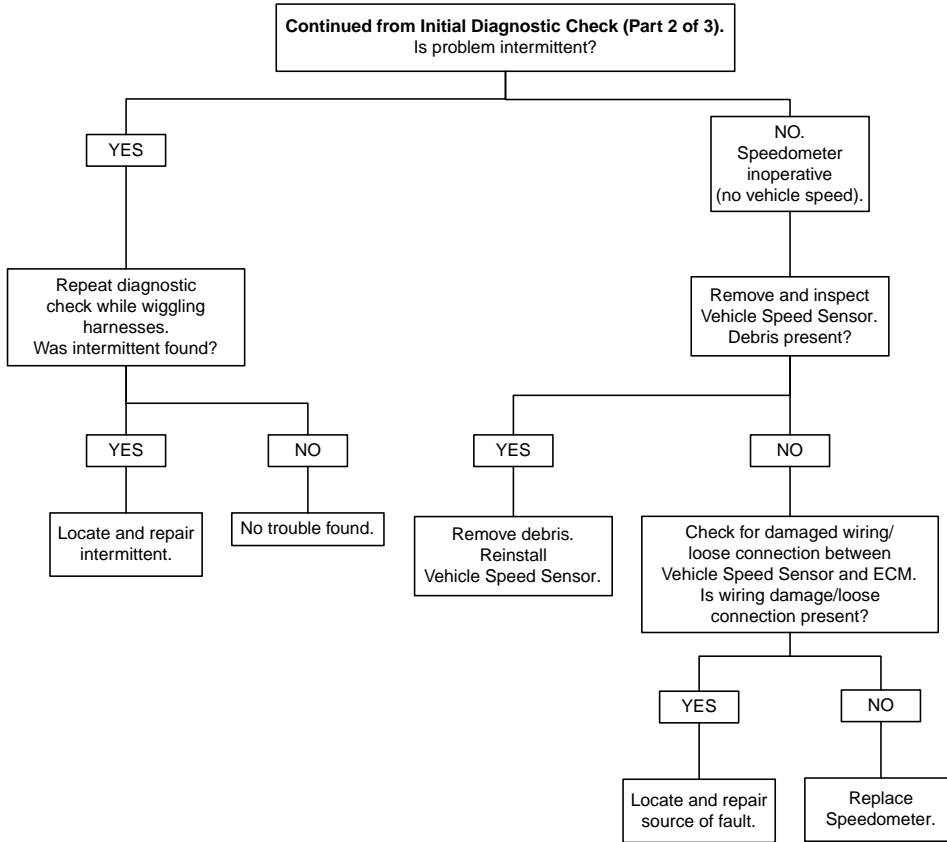 Continued from Initial Diagnostic Check (Part 2 of 3).
Is problem intermittent?
YES
NO.
Speedometer
inoperative
(no vehicle speed).
Repeat diagnostic
check while wiggling
harnesses.
Was intermittent found?
Remove and inspect
Vehicle Speed Sensor.
Debris present?
YES
NO
YES
NO
Locate and repair
intermittent.
No trouble found.
Remove debris.
Reinstall
Vehicle Speed Sensor.
Check for damaged wiring/
loose connection between
Vehicle Speed Sensor and ECM.
Is wiring damage/loose
connection present?
YES
NO
Locate and repair
source of fault.
Replace
Speedometer.